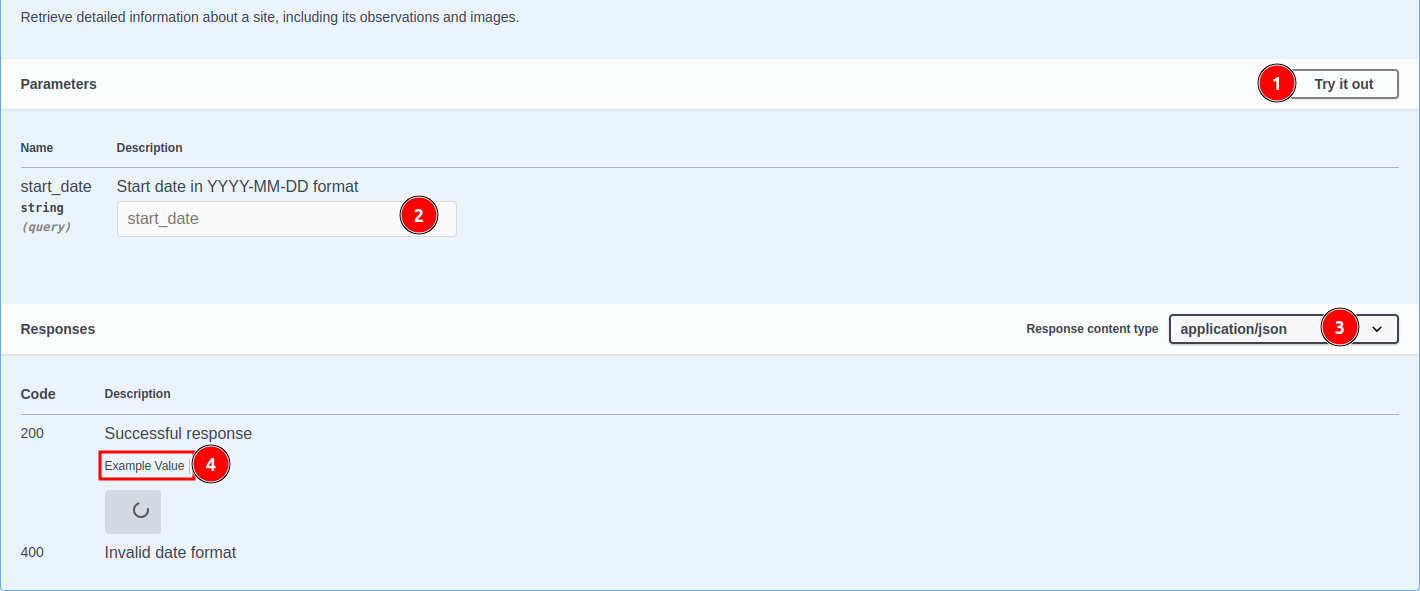 Retrieve detailed information about a site, including its observations and images.
Parameters
1 Try it out
Name Description
start_date Start date in YYYY-MM-DD format
string
start_date 2
(query)
Responses Response content type application/json 3
Code Description
200 Successful response
Example Value 4
400 Invalid date format